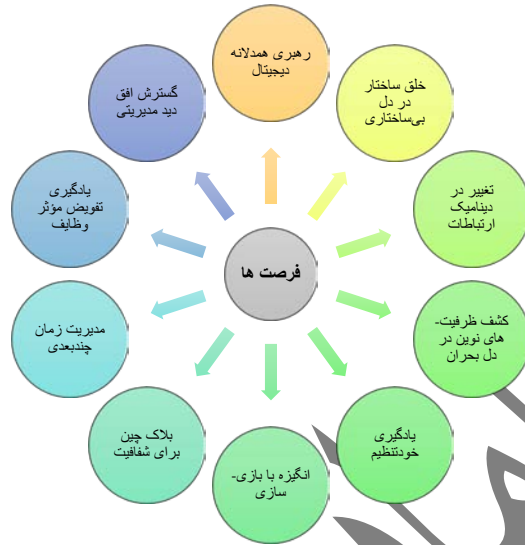 فرصت ها
رهبری همدلانه
دیجیتال
خلق ساختار
در دل
بی‌ساختاری
تغییر در
دینامیک
ارتباطات
کشف ظرفیت-
های نوین در
دل بحران
یادگیری
خودتنظیم
انگیزه با بازی-
سازی
بلاک چین
برای شفافیت
مدیریت زمان
چندبعدی
یادگیری
تفویض مؤثر
وظایف
گسترش افق
دید مدیریتی